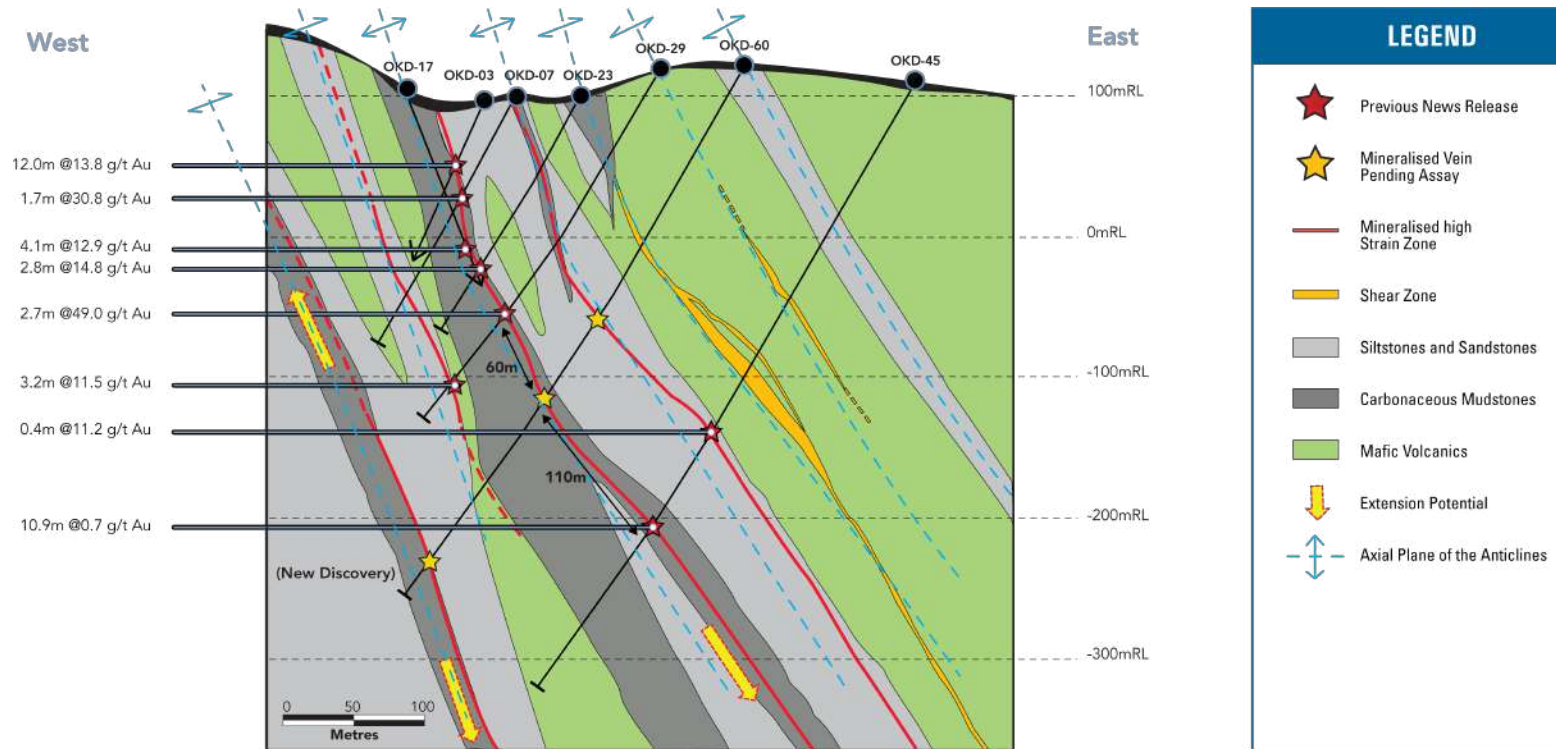 West
East
OKD-17
OKD-03
OKD-07
OKD-23
OKD-29
OKD-60
OKD-45
100mRL
0mRL
-100mRL
-200mRL
-300mRL
12.0m @13.8 g/t Au
1.7m @30.8 g/t Au
4.1m @12.9 g/t Au
2.8m @14.8 g/t Au
2.7m @49.0 g/t Au
3.2m @11.5 g/t Au
0.4m @11.2 g/t Au
10.9m @0.7 g/t Au
60m
110m
(New Discovery)
0 50 100
Metres
LEGEND
Previous News Release
Mineralised Vein
Pending Assay
Mineralised high
Strain Zone
Shear Zone
Siltstones and Sandstones
Carbonaceous Mudstones
Mafic Volcanics
Extension Potential
Axial Plane of the Anticlines